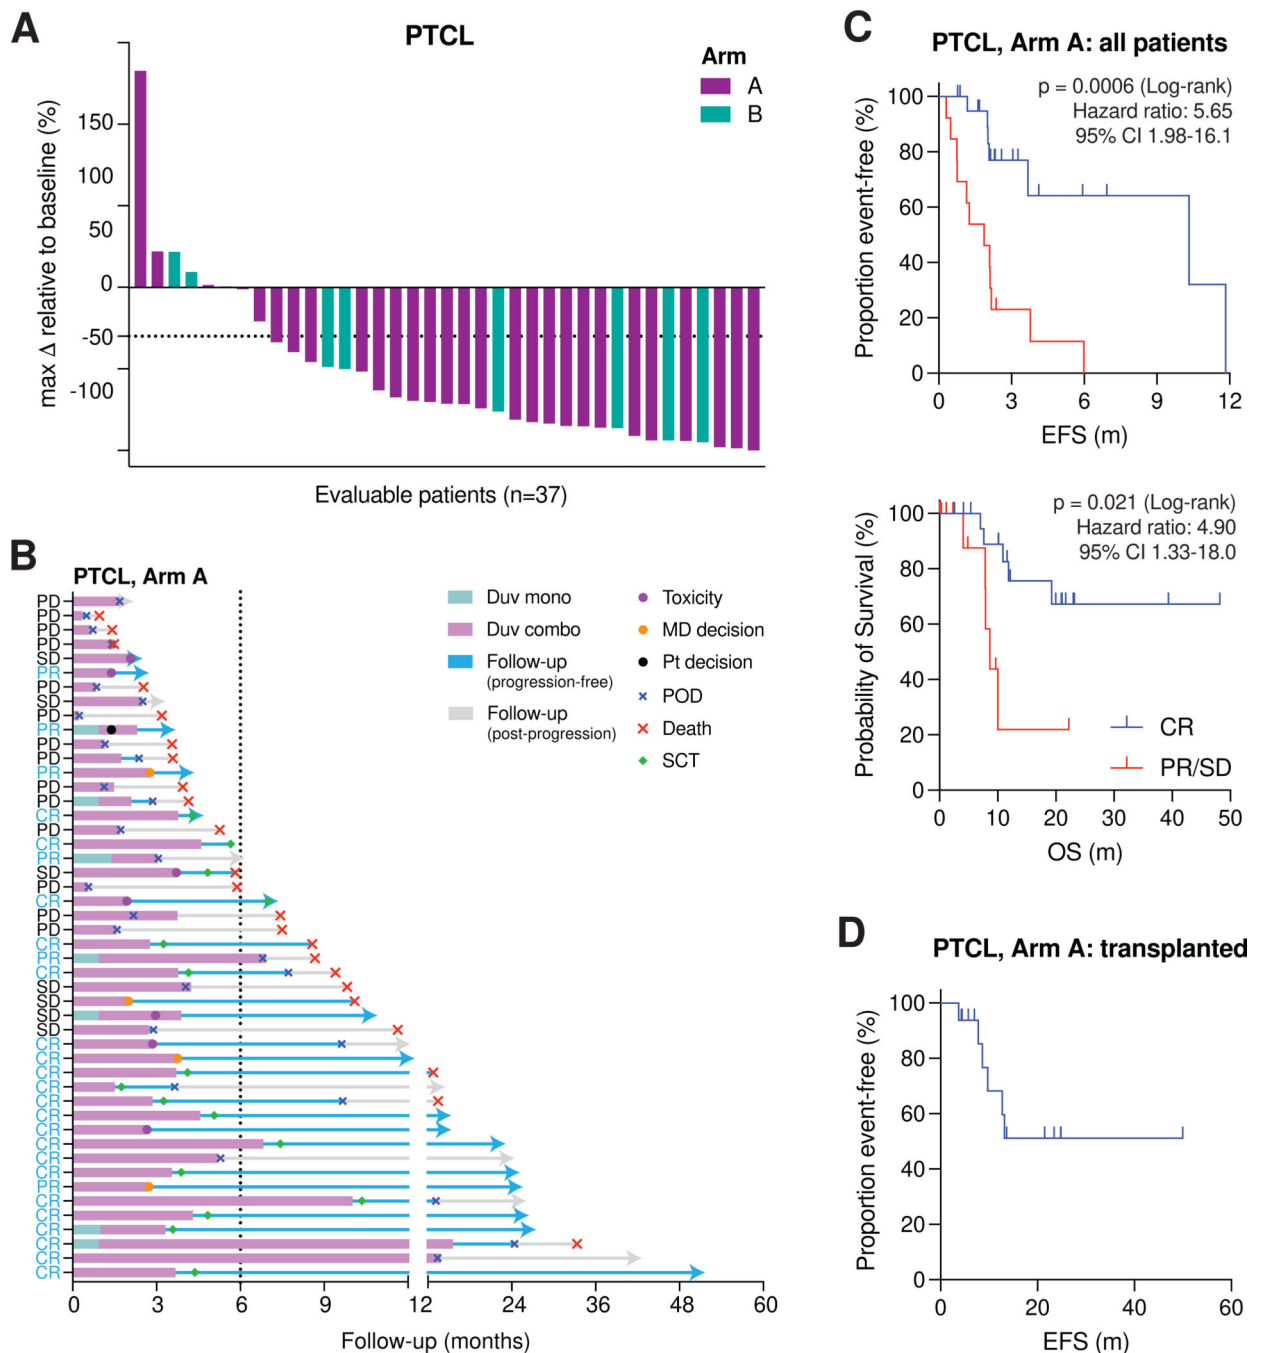 A
PTCL
Arm
A
B
max Δ relative to baseline (%)
150
100
50
0
-50
-100
Evaluable patients (n=37)
B
PTCL, Arm A
PD
PD
PD
PD
SD
PR
PD
SD
PD
PR
PD
PD
PR
PD
PD
CR
PD
CR
PR
SD
PD
CR
PD
PD
CR
PR
CR
SD
SD
SD
SD
CR
CR
CR
CR
CR
CR
CR
CR
CR
CR
PR
CR
CR
CR
CR
CR
CR
Duv mono
Duv combo
Follow-up
(progression-free)
Follow-up
(post-progression)
Toxicity
MD decision
Pt decision
POD
Death
SCT
0 3 6 9 12 24 36 48 60
Follow-up (months)
C
PTCL, Arm A: all patients
p = 0.0006 (Log-rank)
Hazard ratio: 5.65
95% CI 1.98-16.1
Proportion event-free (%)
100
80
60
40
20
0
0 3 6 9 12
EFS (m)
p = 0.021 (Log-rank)
Hazard ratio: 4.90
95% CI 1.33-18.0
Probability of Survival (%)
100
80
60
40
20
0
CR
PR/SD
0 10 20 30 40 50
OS (m)
D
PTCL, Arm A: transplanted
Proportion event-free (%)
100
80
60
40
20
0
0 20 40 60
EFS (m)